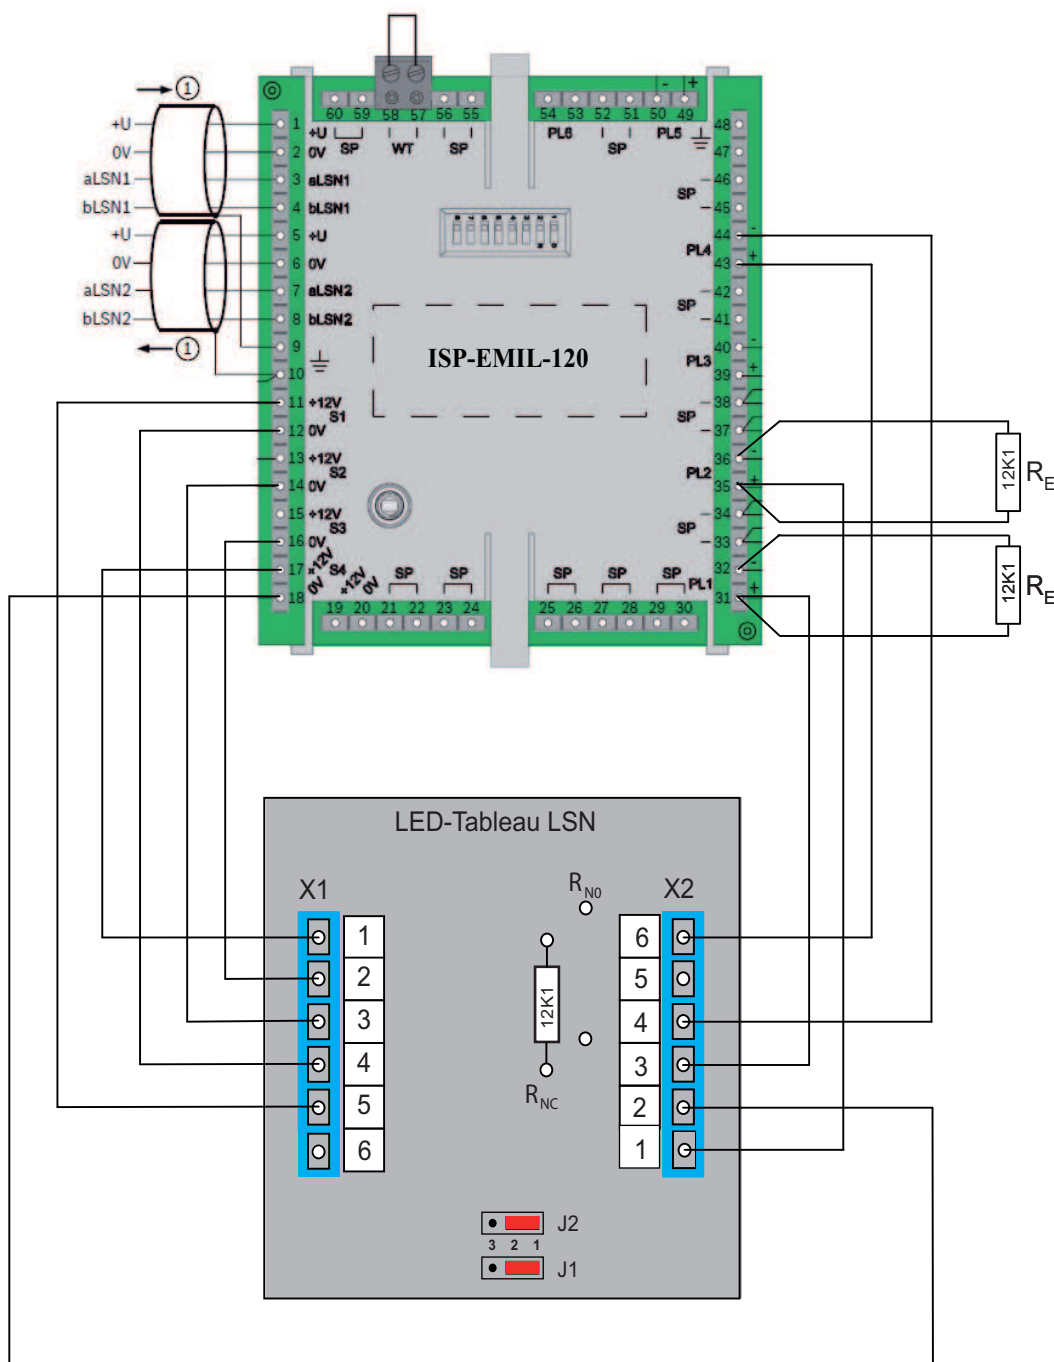 60 59 58 57 56 55
SP WT SP
54 53 52 51 50 49
- +
PL6 SP PL5
① 
+U
0V
aLSN1
bLSN1
+U
0V
aLSN2
bLSN2
①
1 +U
2 0V
3 aLSN1
4 bLSN1
5 +U
6 0V
7 aLSN2
8 bLSN2
9
10
11 +12V
S1
12 0V
13 +12V
S2
14 0V
15 +12V
S3
16 0V
17 +12V
S4
18 0V
+12V 0V
19 20 21 22 23 24
SP SP
ISP-EMIL-120
SP SP SP
25 26 27 28 29 30
48
47
46
SP
45
44 -
PL4
43 +
42
SP
41
40 -
PL3
39 +
38
SP
37
36 -
PL2
35 +
34
SP
33
32 -
PL1
31 +
12K1 RE
12K1 RE
LED-Tableau LSN
X1
1
2
3
4
5
6
RN0
12K1
RNC
X2
6
5
4
3
2
1
J2
3 2 1
J1